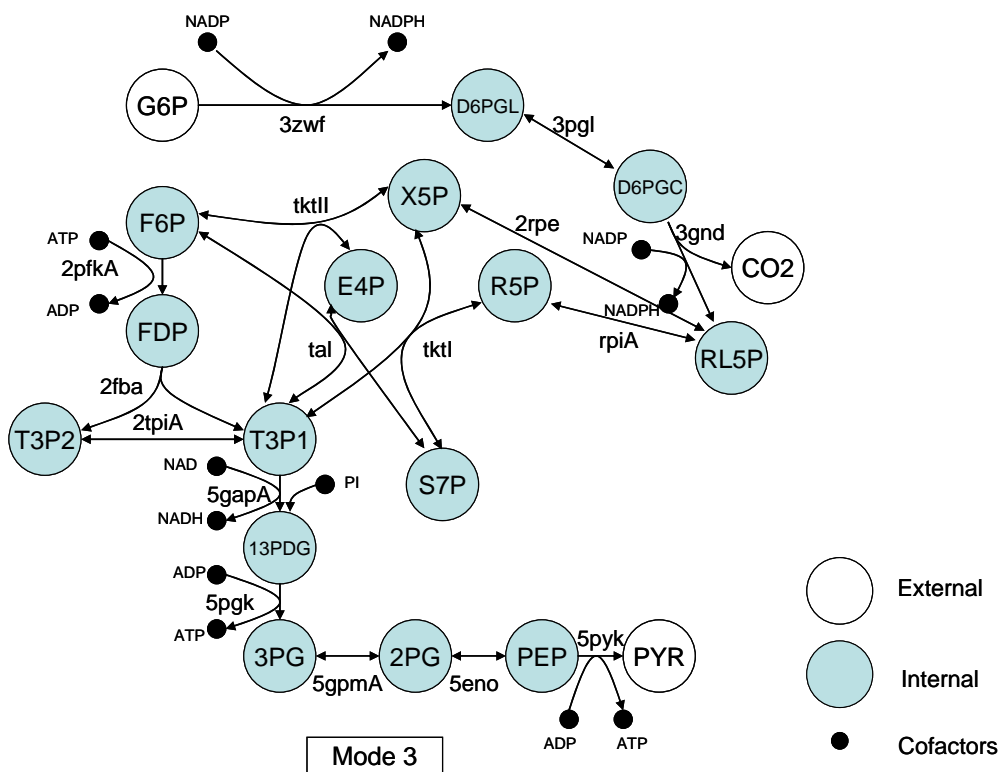 NADP
NADPH
G6P
3zwf
D6PGL
3pgl
D6PGC
X5P
tktII
2rpe
3gnd
F6P
ATP
2pfkA
ADP
NADP
CO2
E4P
R5P
NADPH
FDP
tal
tktI
rpiA
RL5P
2fba
T3P2
2tpiA
T3P1
NAD
PI
5gapA
S7P
NADH
13PDG
ADP
5pgk
ATP
External
3PG
5gpmA
2PG
5eno
PEP
5pyk
PYR
Internal
ADP
ATP
Cofactors
Mode 3